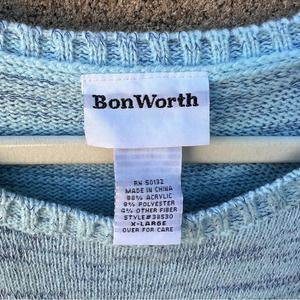 BonWorth
RN 50132
MADE IN CHINA
88% ACRYLIC
8% POLYESTER
4% OTHER FIBER
STYLE#38530
X-LARGE
OVER FOR CARE